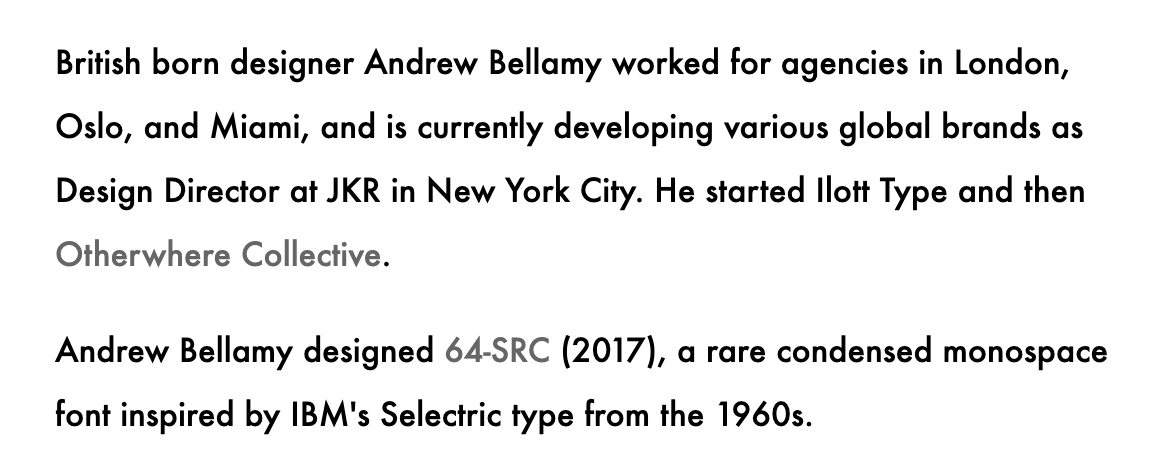 British born designer Andrew Bellamy worked for agencies in London,
Oslo, and Miami, and is currently developing various global brands as
Design Director at JKR in New York City. He started Ilott Type and then
Otherwhere Collective.
Andrew Bellamy designed 64-SRC (2017), a rare condensed monospace
font inspired by IBM's Selectric type from the 1960s.